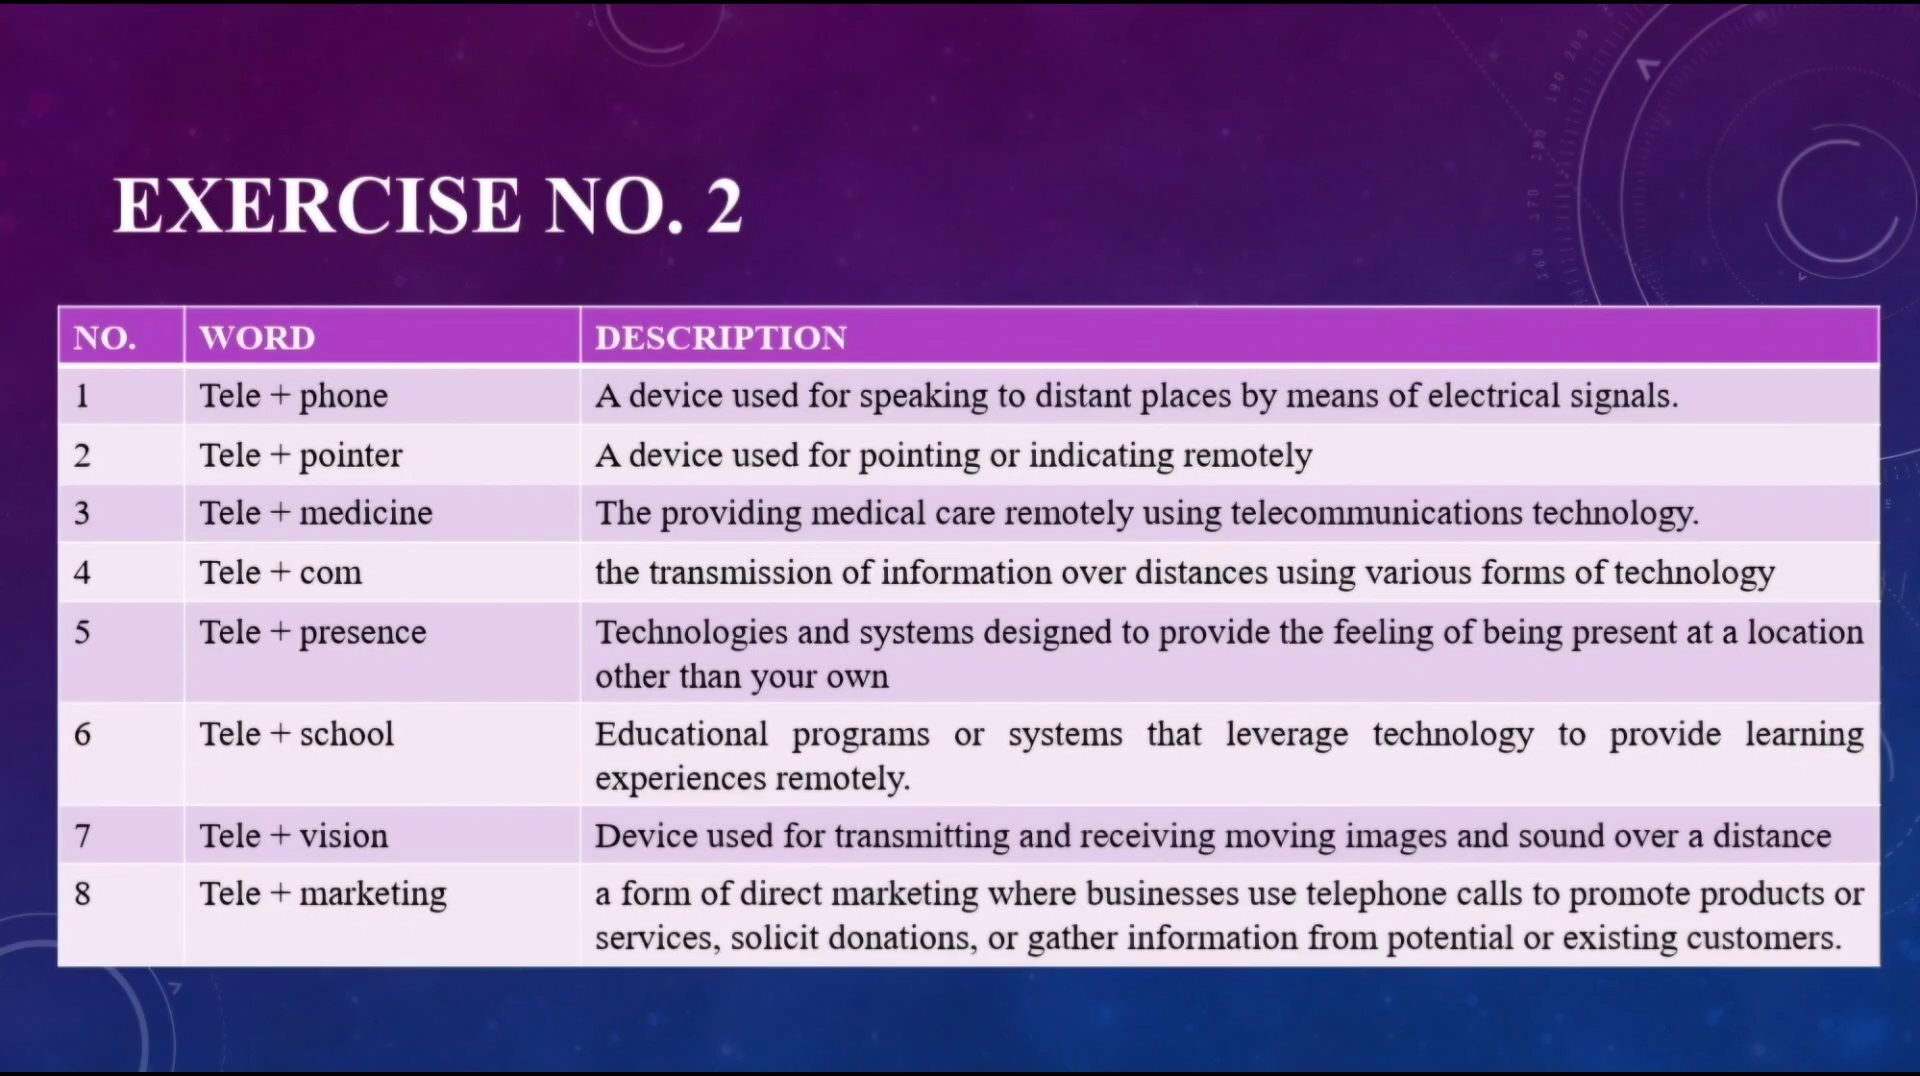 EXERCISE NO. 2
NO. WORD DESCRIPTION
1 Tele + phone A device used for speaking to distant places by means of electrical signals.
2 Tele + pointer A device used for pointing or indicating remotely
3 Tele + medicine The providing medical care remotely using telecommunications technology.
4 Tele + com the transmission of information over distances using various forms of technology
5 Tele + presence Technologies and systems designed to provide the feeling of being present at a location
other than your own
6 Tele + school Educational programs or systems that leverage technology to provide learning
experiences remotely.
7 Tele + vision Device used for transmitting and receiving moving images and sound over a distance
8 Tele + marketing a form of direct marketing where businesses use telephone calls to promote products or
services, solicit donations, or gather information from potential or existing customers.
160 170 180 190 200